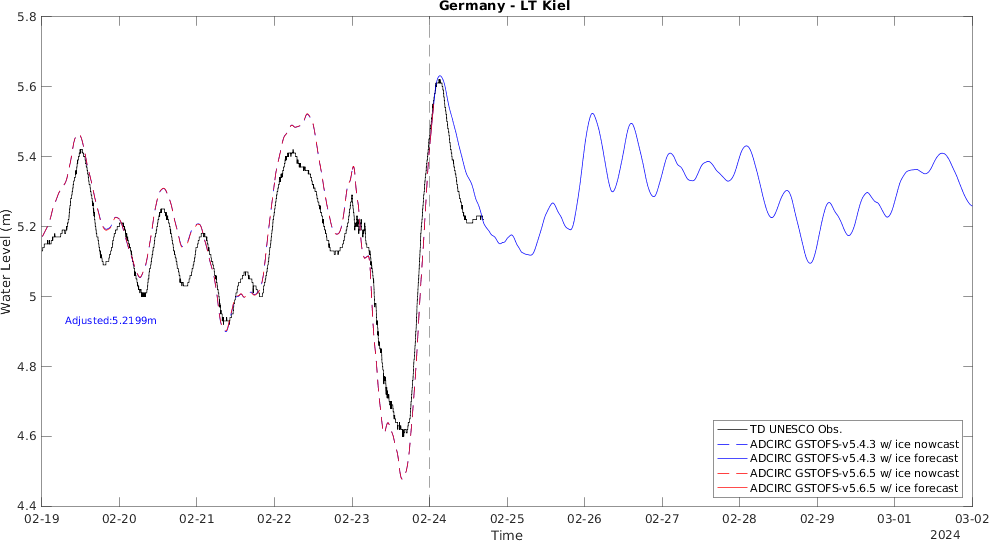 Germany - LT Kiel
5.8
5.6
5.4
5.2
5
4.8
4.6
4.4
Water Level (m)
Adjusted:5.2199m
TD UNESCO Obs.
ADCIRC GSTOFS-v5.4.3 w/ ice nowcast
ADCIRC GSTOFS-v5.4.3 w/ ice forecast
ADCIRC GSTOFS-v5.6.5 w/ ice nowcast
ADCIRC GSTOFS-v5.6.5 w/ ice forecast
02-19 02-20 02-21 02-22 02-23 02-24 02-25 02-26 02-27 02-28 02-29 03-01 03-02
Time
2024